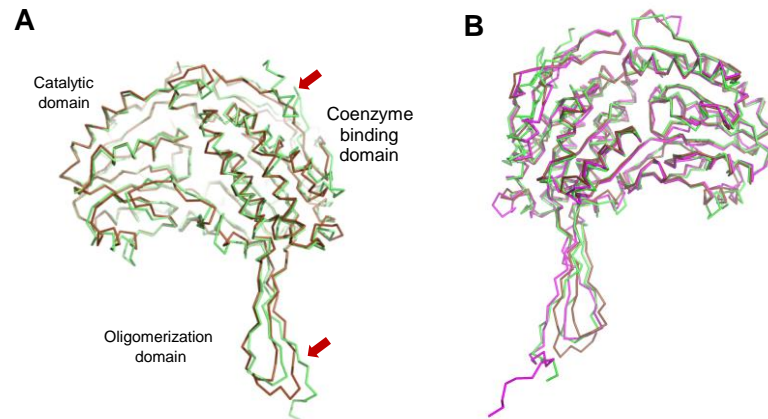 A
B
Catalytic
domain
Coenzyme
binding
domain
Oligomerization
domain